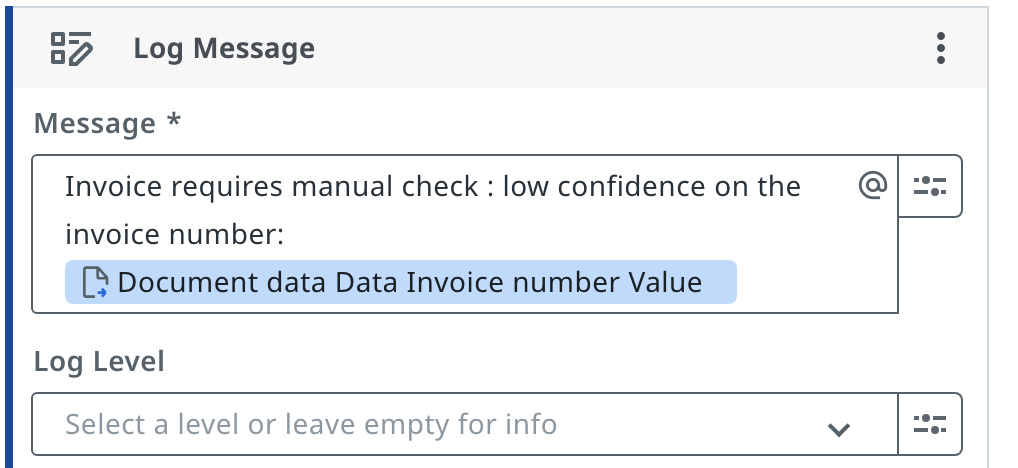 Log Message
Message *
Invoice requires manual check : low confidence on the
invoice number:
Document data Data Invoice number Value
Log Level
Select a level or leave empty for info